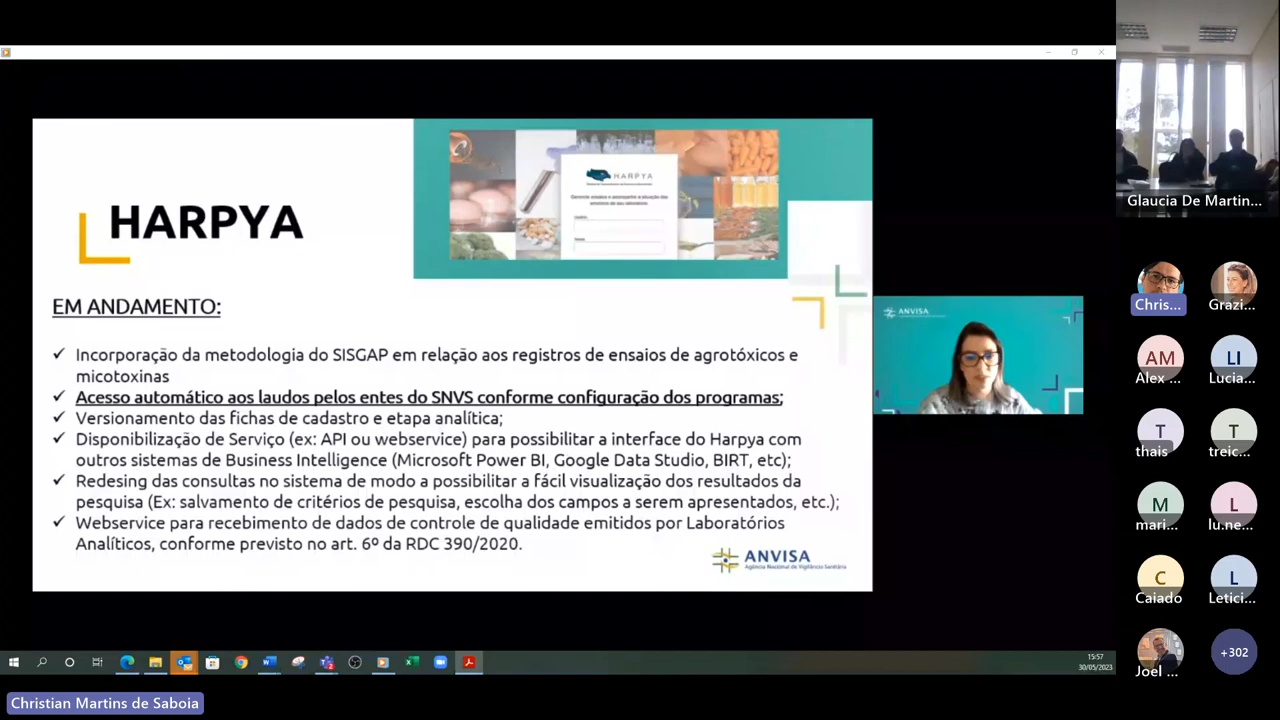 HARPYA
HARPYA
EM ANDAMENTO:
✓ Incorporação da metodologia do SISGAP em relação aos registros de ensaios de agrotóxicos e
micotoxinas
✓ Acesso automático aos laudos pelos entes do SNVS conforme configuração dos programas;
✓ Versionamento das fichas de cadastro e etapa analítica;
✓ Disponibilização de Serviço (ex: API ou webservice) para possibilitar a interface do Harpya com
outros sistemas de Business Intelligence (Microsoft Power BI, Google Data Studio, BIRT, etc);
✓ Redesing das consultas no sistema de modo a possibilitar a fácil visualização dos resultados da
pesquisa (Ex: salvamento de critérios de pesquisa, escolha dos campos a serem apresentados, etc.);
✓ Webservice para recebimento de dados de controle de qualidade emitidos por Laboratórios
Analíticos, conforme previsto no art. 6º da RDC 390/2020.
ANVISA
Agência Nacional de Vigilância Sanitária
ANVISA
Glaucia De Martin...
Chris... Grazi...
AM LI
Alex ... Lucia...
T T
thais treic...
M L
mari... lu.ne...
C L
Caiado Letici...
Joel ... +302
15:57
30/05/2023
Christian Martins de Saboia